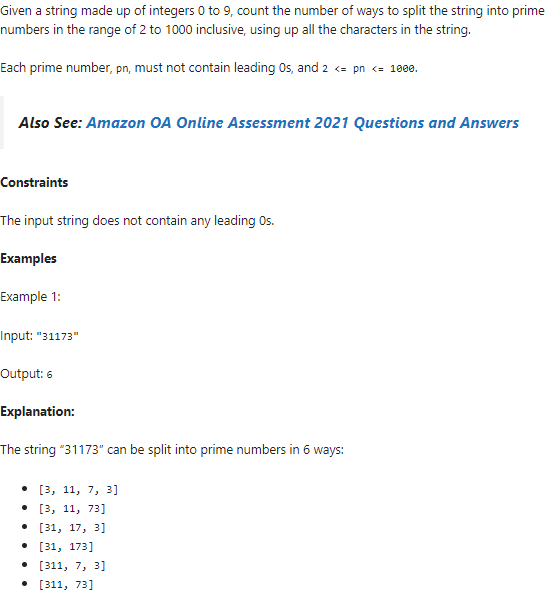 Given a string made up of integers 0 to 9, count the number of ways to split the string into prime
numbers in the range of 2 to 1000 inclusive, using up all the characters in the string.
Each prime number, pn, must not contain leading 0s, and 2 <= pn <= 1000.
Also See: Amazon OA Online Assessment 2021 Questions and Answers
Constraints
The input string does not contain any leading 0s.
Examples
Example 1:
Input: "31173"
Output: 6
Explanation:
The string “31173” can be split into prime numbers in 6 ways:
• [3, 11, 7, 3]
• [3, 11, 73]
• [31, 17, 3]
• [31, 173]
• [311, 7, 3]
• [311, 73]